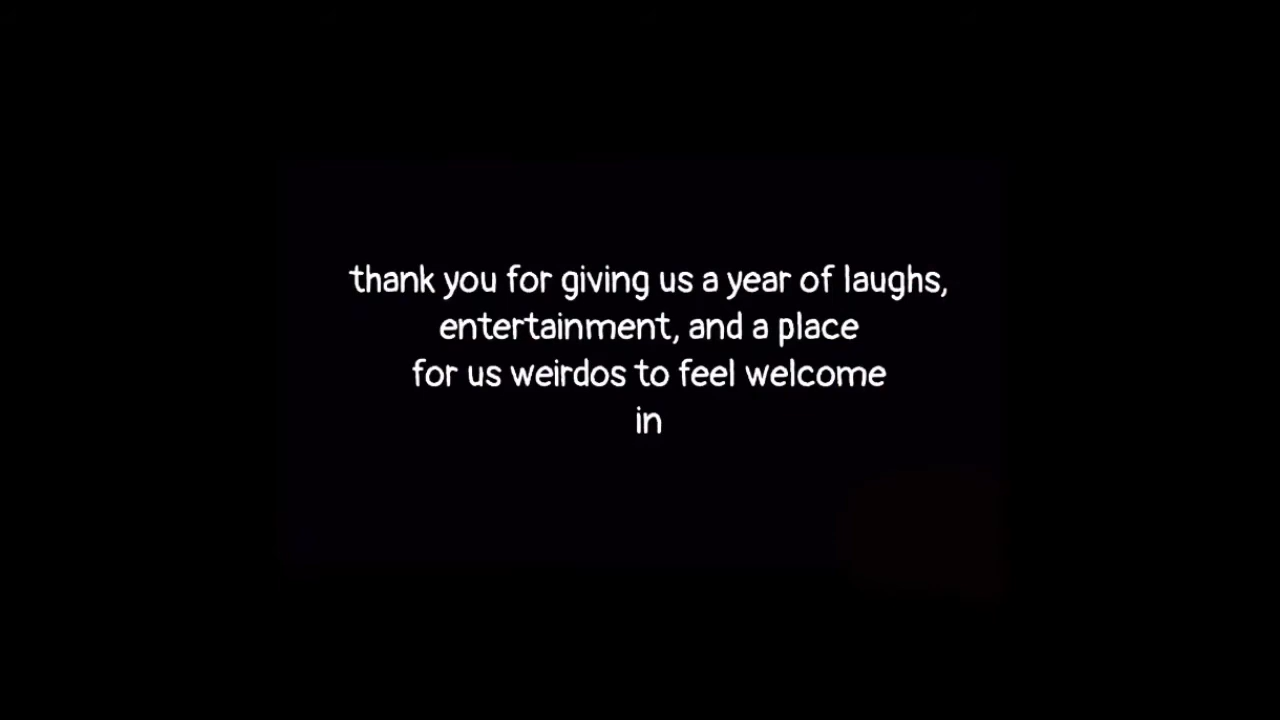 thank you for giving us a year of laughs,
entertainment, and a place
for us weirdos to feel welcome
in